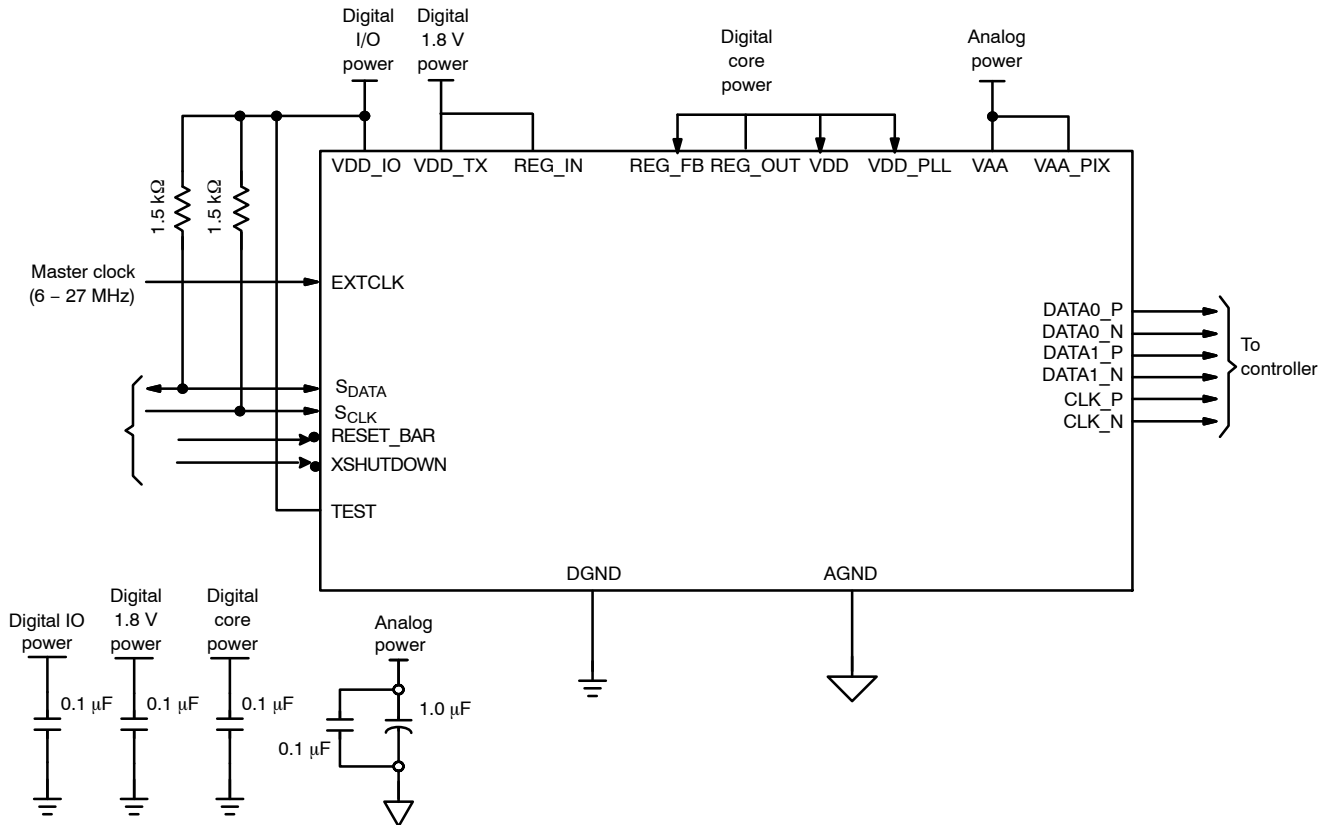 Digital
I/O
power
Digital
1.8 V
power
Digital
core
power
Analog
power
VDD_IO VDD_TX REG_IN REG_FB REG_OUT VDD VDD_PLL VAA VAA_PIX
1.5 kΩ
1.5 kΩ
Master clock
(6 – 27 MHz)
EXTCLK
SDATA
SCLK
RESET_BAR
XSHUTDOWN
TEST
DATA0_P
DATA0_N
DATA1_P
DATA1_N
CLK_P
CLK_N
To
controller
DGND AGND
Digital IO
power
Digital
1.8 V
power
Digital
core
power
Analog
power
0.1 μF
0.1 μF
0.1 μF
0.1 μF
1.0 μF